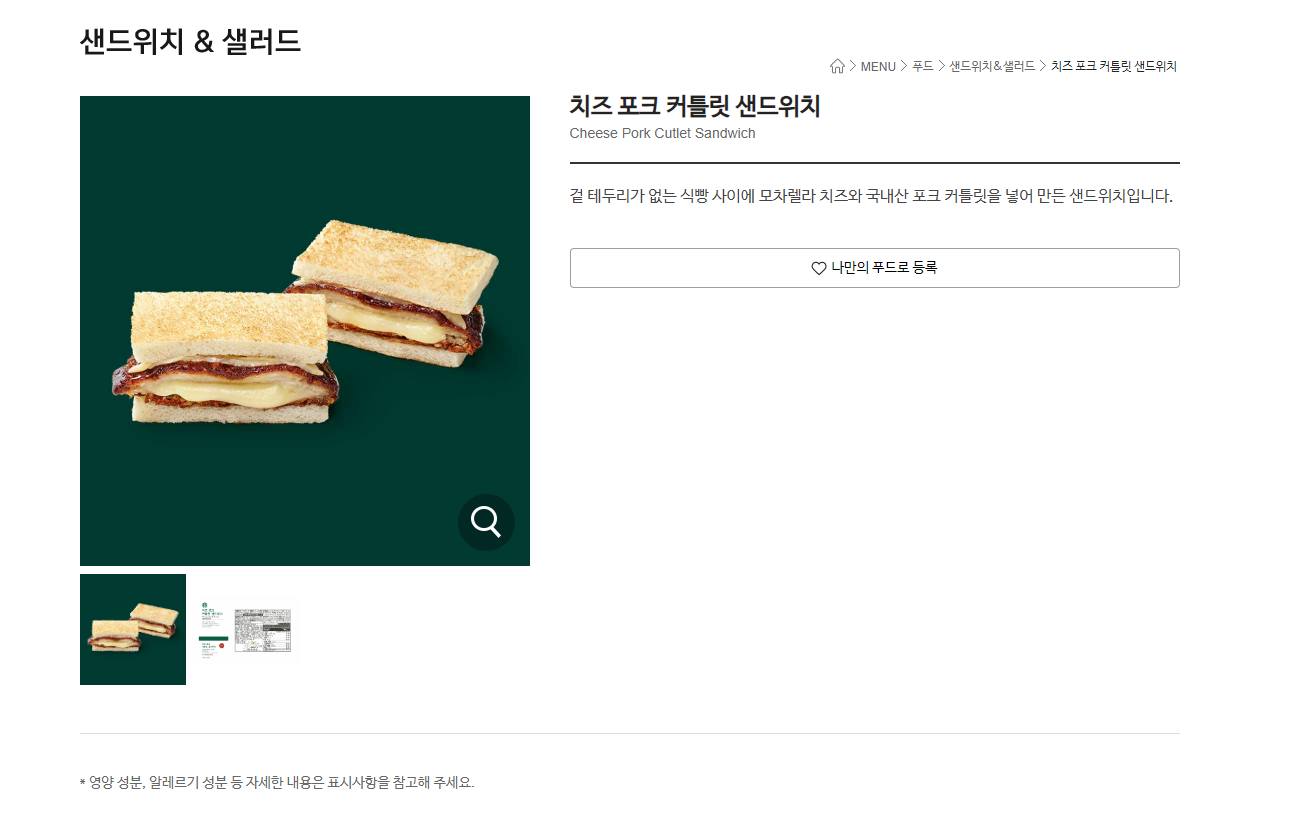 샌드위치 & 샐러드
MENU 푸드 샌드위치&샐러드 치즈 포크 커틀릿 샌드위치
치즈 포크 커틀릿 샌드위치
Cheese Pork Cutlet Sandwich
겉 테두리가 없는 식빵 사이에 모차렐라 치즈와 국내산 포크 커틀릿을 넣어 만든 샌드위치입니다.
나만의 푸드로 등록
* 영양 성분, 알레르기 성분 등 자세한 내용은 표시사항을 참고해 주세요.